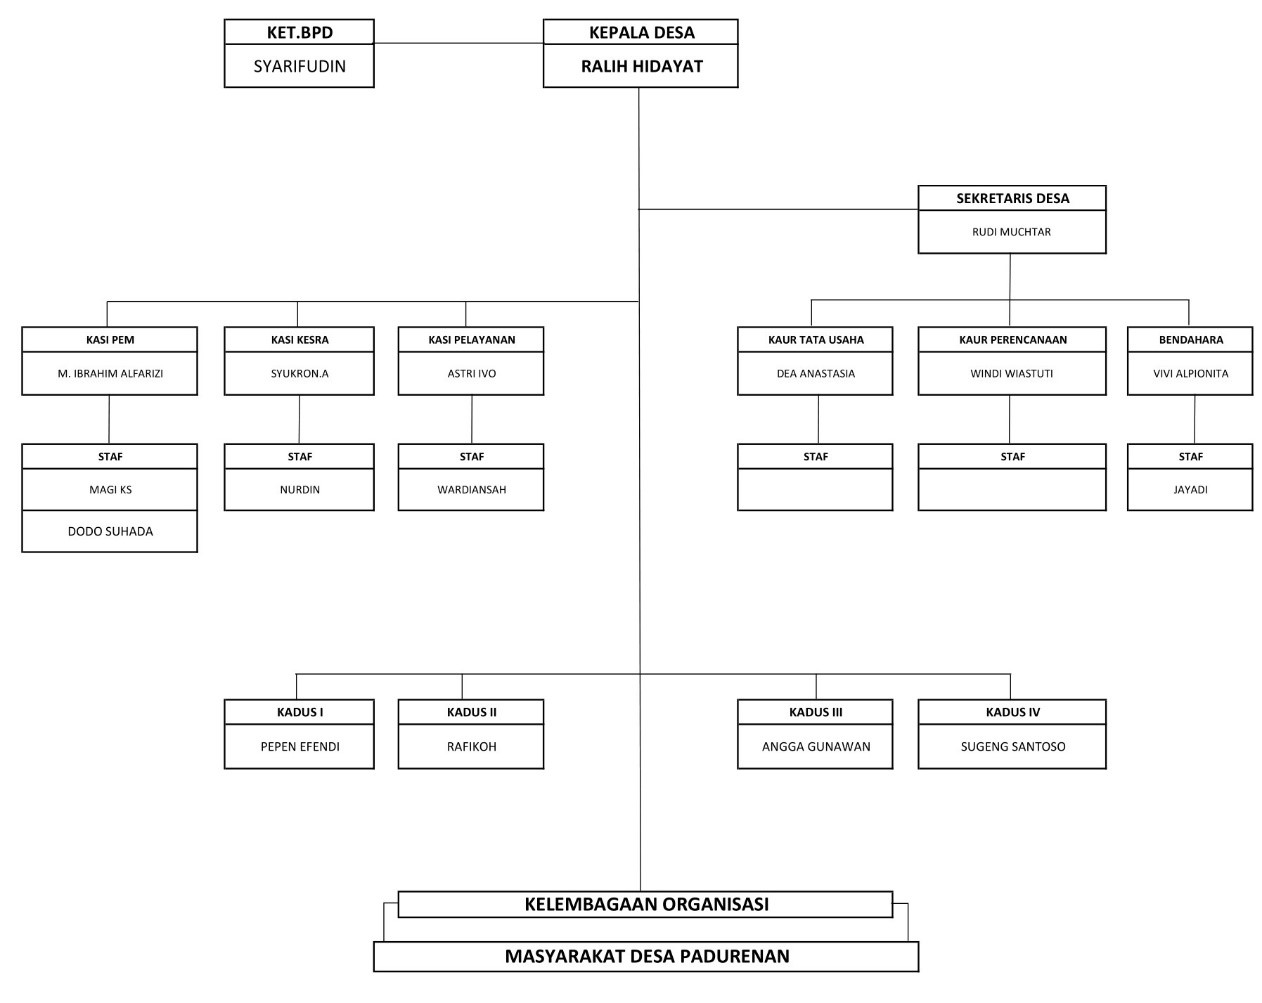 KET.BPD
SYARIFUDIN
KEPALA DESA
RALIH HIDAYAT
SEKRETARIS DESA
RUDI MUCHTAR
KASI PEM
M. IBRAHIM ALFARIZI
KASI KESRA
SYUKRON.A
KASI PELAYANAN
ASTRI IVO
KAUR TATA USAHA
DEA ANASTASIA
KAUR PERENCANAAN
WINDI WIASTUTI
BENDAHARA
VIVI ALPIONITA
STAF
MAGI KS
DODO SUHADA
STAF
NURDIN
STAF
WARDIANSAH
STAF
STAF
STAF
JAYADI
KADUS I
PEPEN EFENDI
KADUS II
RAFIKOH
KADUS III
ANGGA GUNAWAN
KADUS IV
SUGENG SANTOSO
KELEMBAGAAN ORGANISASI
MASYARAKAT DESA PADURENAN